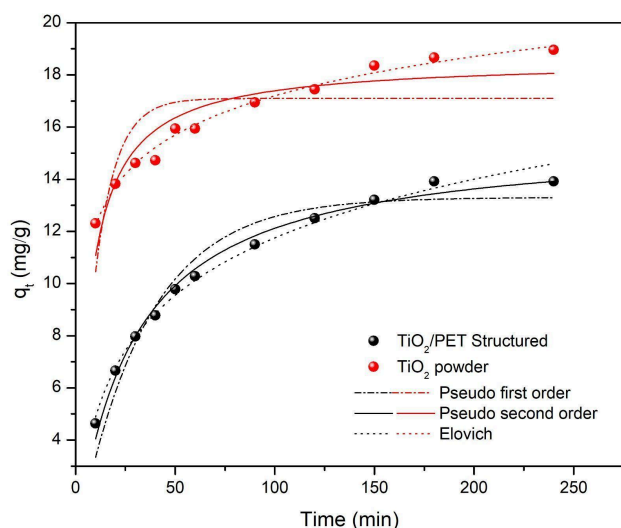 20
18
16
14
12
10
8
6
4
0
50
100
150
200
250
q_t (mg/g)
Time (min)
TiO₂/PET Structured
TiO₂ powder
Pseudo first order
Pseudo second order
Elovich